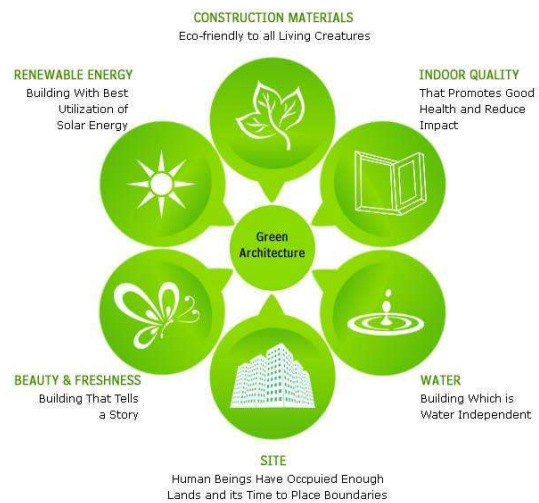 CONSTRUCTION MATERIALS
Eco-friendly to all Living Creatures
RENEWABLE ENERGY
Building With Best
Utilization of
Solar Energy
INDOOR QUALITY
That Promotes Good
Health and Reduce
Impact
Green
Architecture
BEAUTY & FRESHNESS
Building That Tells
a Story
WATER
Building Which is
Water Independent
SITE
Human Beings Have Occpuied Enough
Lands and its Time to Place Boundaries